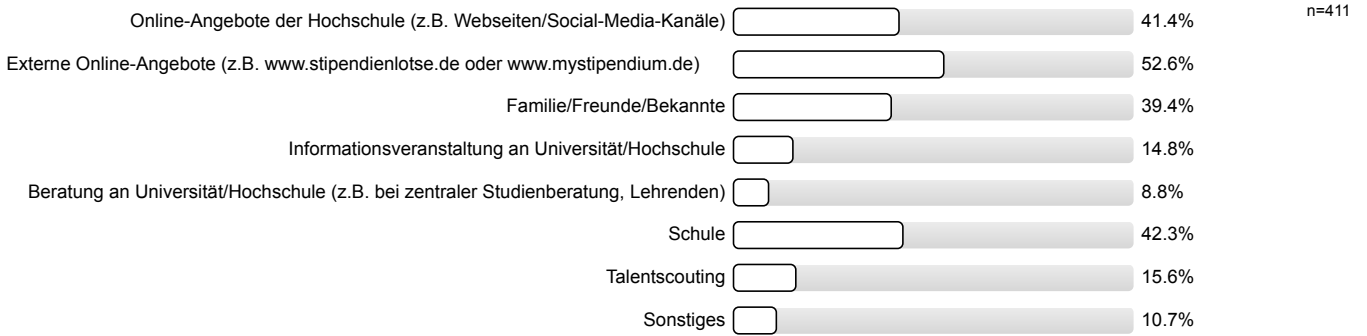 Online-Angebote der Hochschule (z.B. Webseiten/Social-Media-Kanäle) 41.4% n=411
Externe Online-Angebote (z.B. www.stipendienlotse.de oder www.mystipendium.de) 52.6%
Familie/Freunde/Bekannte 39.4%
Informationsveranstaltung an Universität/Hochschule 14.8%
Beratung an Universität/Hochschule (z.B. bei zentraler Studienberatung, Lehrenden) 8.8%
Schule 42.3%
Talentscouting 15.6%
Sonstiges 10.7%